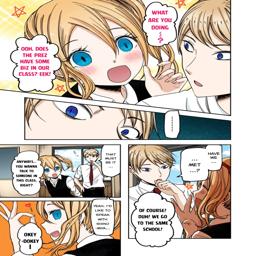 WHAT ARE
YOU
DOING
...?
OOH. DOES
THE PREZ
HAVE SOME
BIZ IN OUR
CLASS? EEK!
HAVE
WE
...
MET
...?
OF COURSE!
DUH! WE GO
TO THE
SAME
SCHOOL!
THAT
MUST
BE IT
ANYWAYS...
YOU WANNA
TALK TO
SOMEONE IN
THIS CLASS,
RIGHT?
I'D
LIKE TO
SPEAK
WITH
OKEY
-DOKEY
!